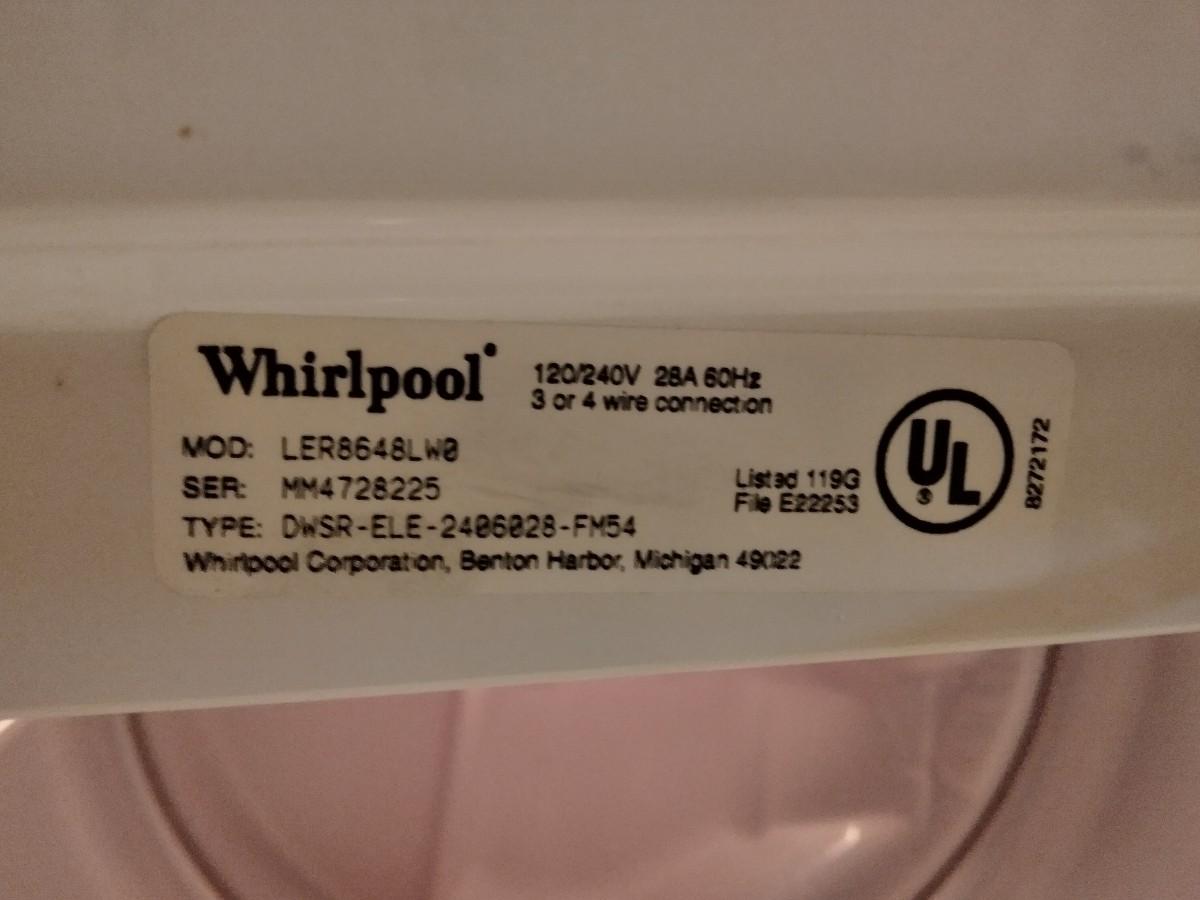 Whirlpool
120/240V 28A 60Hz
3 or 4 wire connection
MOD: LER8648LW0
SER: MM4728225
TYPE: DWSR-ELE-2406028-FM54
Whirlpool Corporation, Benton Harbor, Michigan 49022
Listed 119G
File E22253
UL
®
8272172